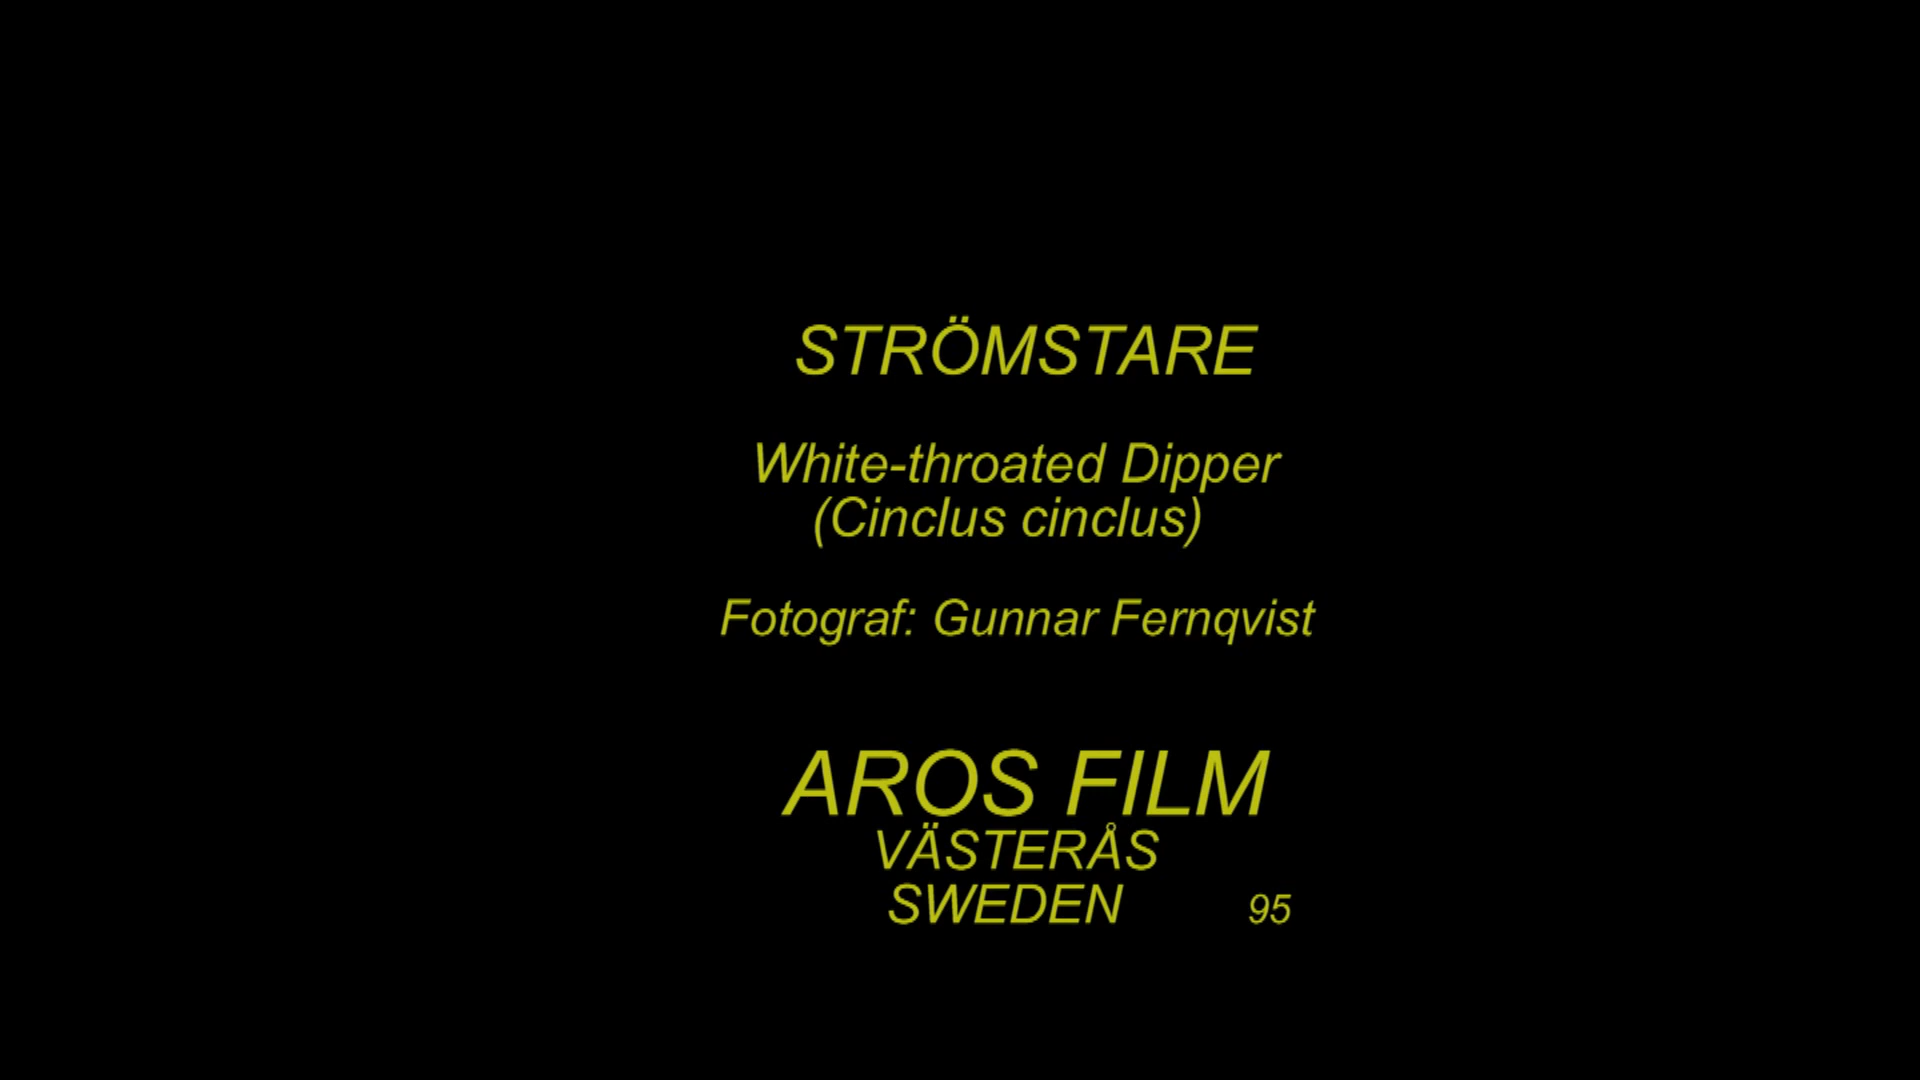 STRÖMSTARE
White-throated Dipper
(Cinclus cinclus)
Fotograf: Gunnar Fernqvist
AROS FILM
VÄSTERÅS
SWEDEN 95